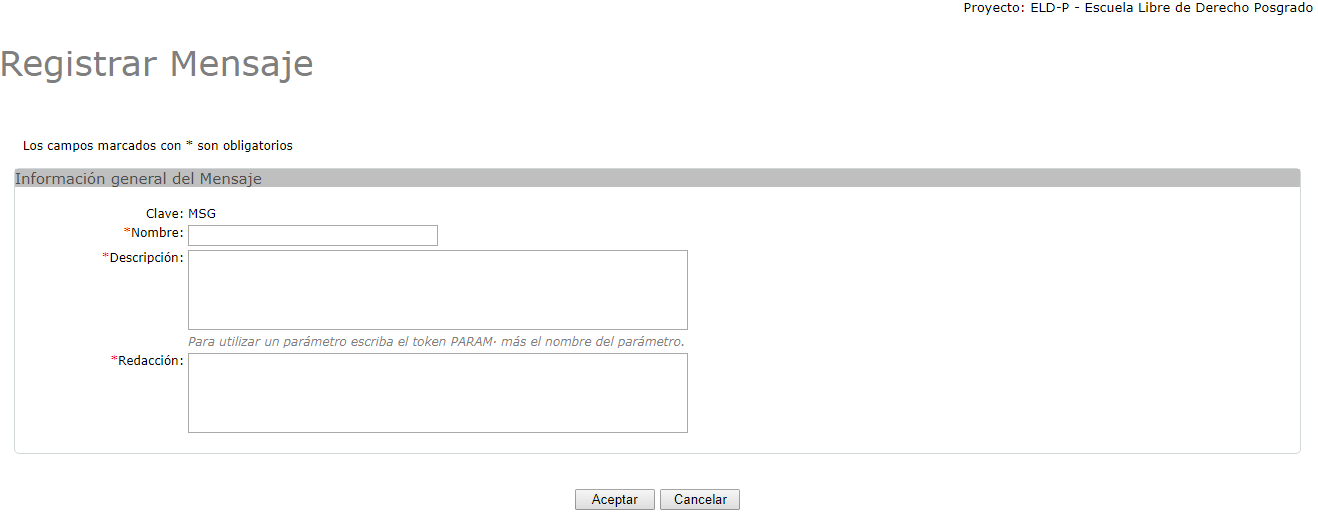 Proyecto: ELD-P - Escuela Libre de Derecho Posgrado
Registrar Mensaje
Los campos marcados con * son obligatorios
Información general del Mensaje
Clave: MSG
*Nombre:
*Descripción:
Para utilizar un parámetro escriba el token PARAM· más el nombre del parámetro.
*Redacción:
Aceptar Cancelar